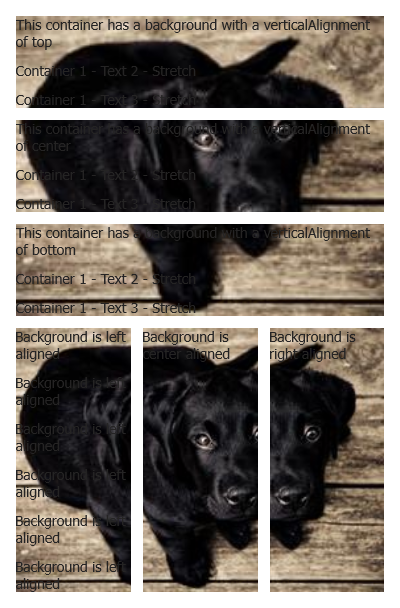 This container has a background with a verticalAlignment
of top
Container 1 - Text 2 - Stretch
Container 1 - Text 3 - Stretch
This container has a background with a verticalAlignment
of center
Container 1 - Text 2 - Stretch
Container 1 - Text 3 - Stretch
This container has a background with a verticalAlignment
of bottom
Container 1 - Text 2 - Stretch
Container 1 - Text 3 - Stretch
Background is left
aligned
Background is left
aligned
Background is left
aligned
Background is left
aligned
Background is left
aligned
Background is left
aligned
Background is
center aligned
Background is
right aligned